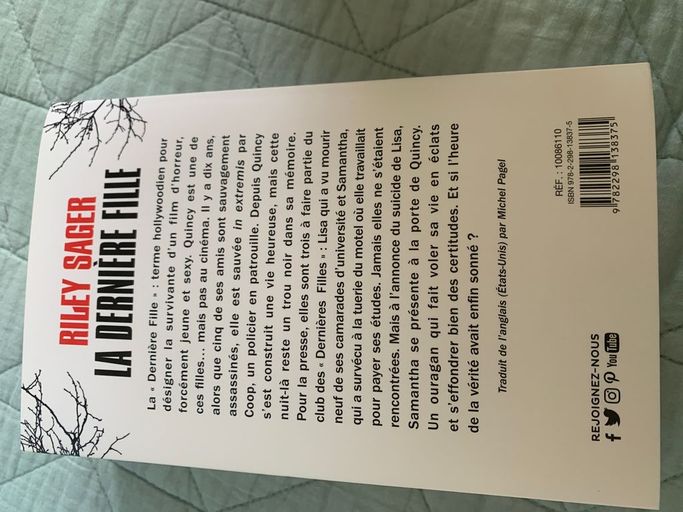 RILEY SAGER
LA DERNIÈRE FILLE
La « Dernière Fille » : terme hollywoodien pour
désigner la survivante d'un film d'horreur,
forcément jeune et sexy. Quincy est une de
ces filles... mais pas au cinéma. Il y a dix ans,
alors que cinq de ses amis sont sauvagement
assassinés, elle est sauvée in extremis par
Coop, un policier en patrouille. Depuis Quincy
s'est construit une vie heureuse, mais cette
nuit-là reste un trou noir dans sa mémoire.
Pour la presse, elles sont trois à faire partie du
club des « Dernières Filles » : Lisa qui a vu mourir
neuf de ses camarades d'université et Samantha,
qui a survécu à la tuerie du motel où elle travaillait
pour payer ses études. Jamais elles ne s'étaient
rencontrées. Mais à l'annonce du suicide de Lisa,
Samantha se présente à la porte de Quincy.
Un ouragan qui fait voler sa vie en éclats
et s'effondrer bien des certitudes. Et si l'heure
de la vérité avait enfin sonné ?
Traduit de l'anglais (États-Unis) par Michel Pagel
REJOIGNEZ-NOUS
You Tube
RÉF. : 10086110
ISBN 978-2-298-13837-5
9 782298 138375